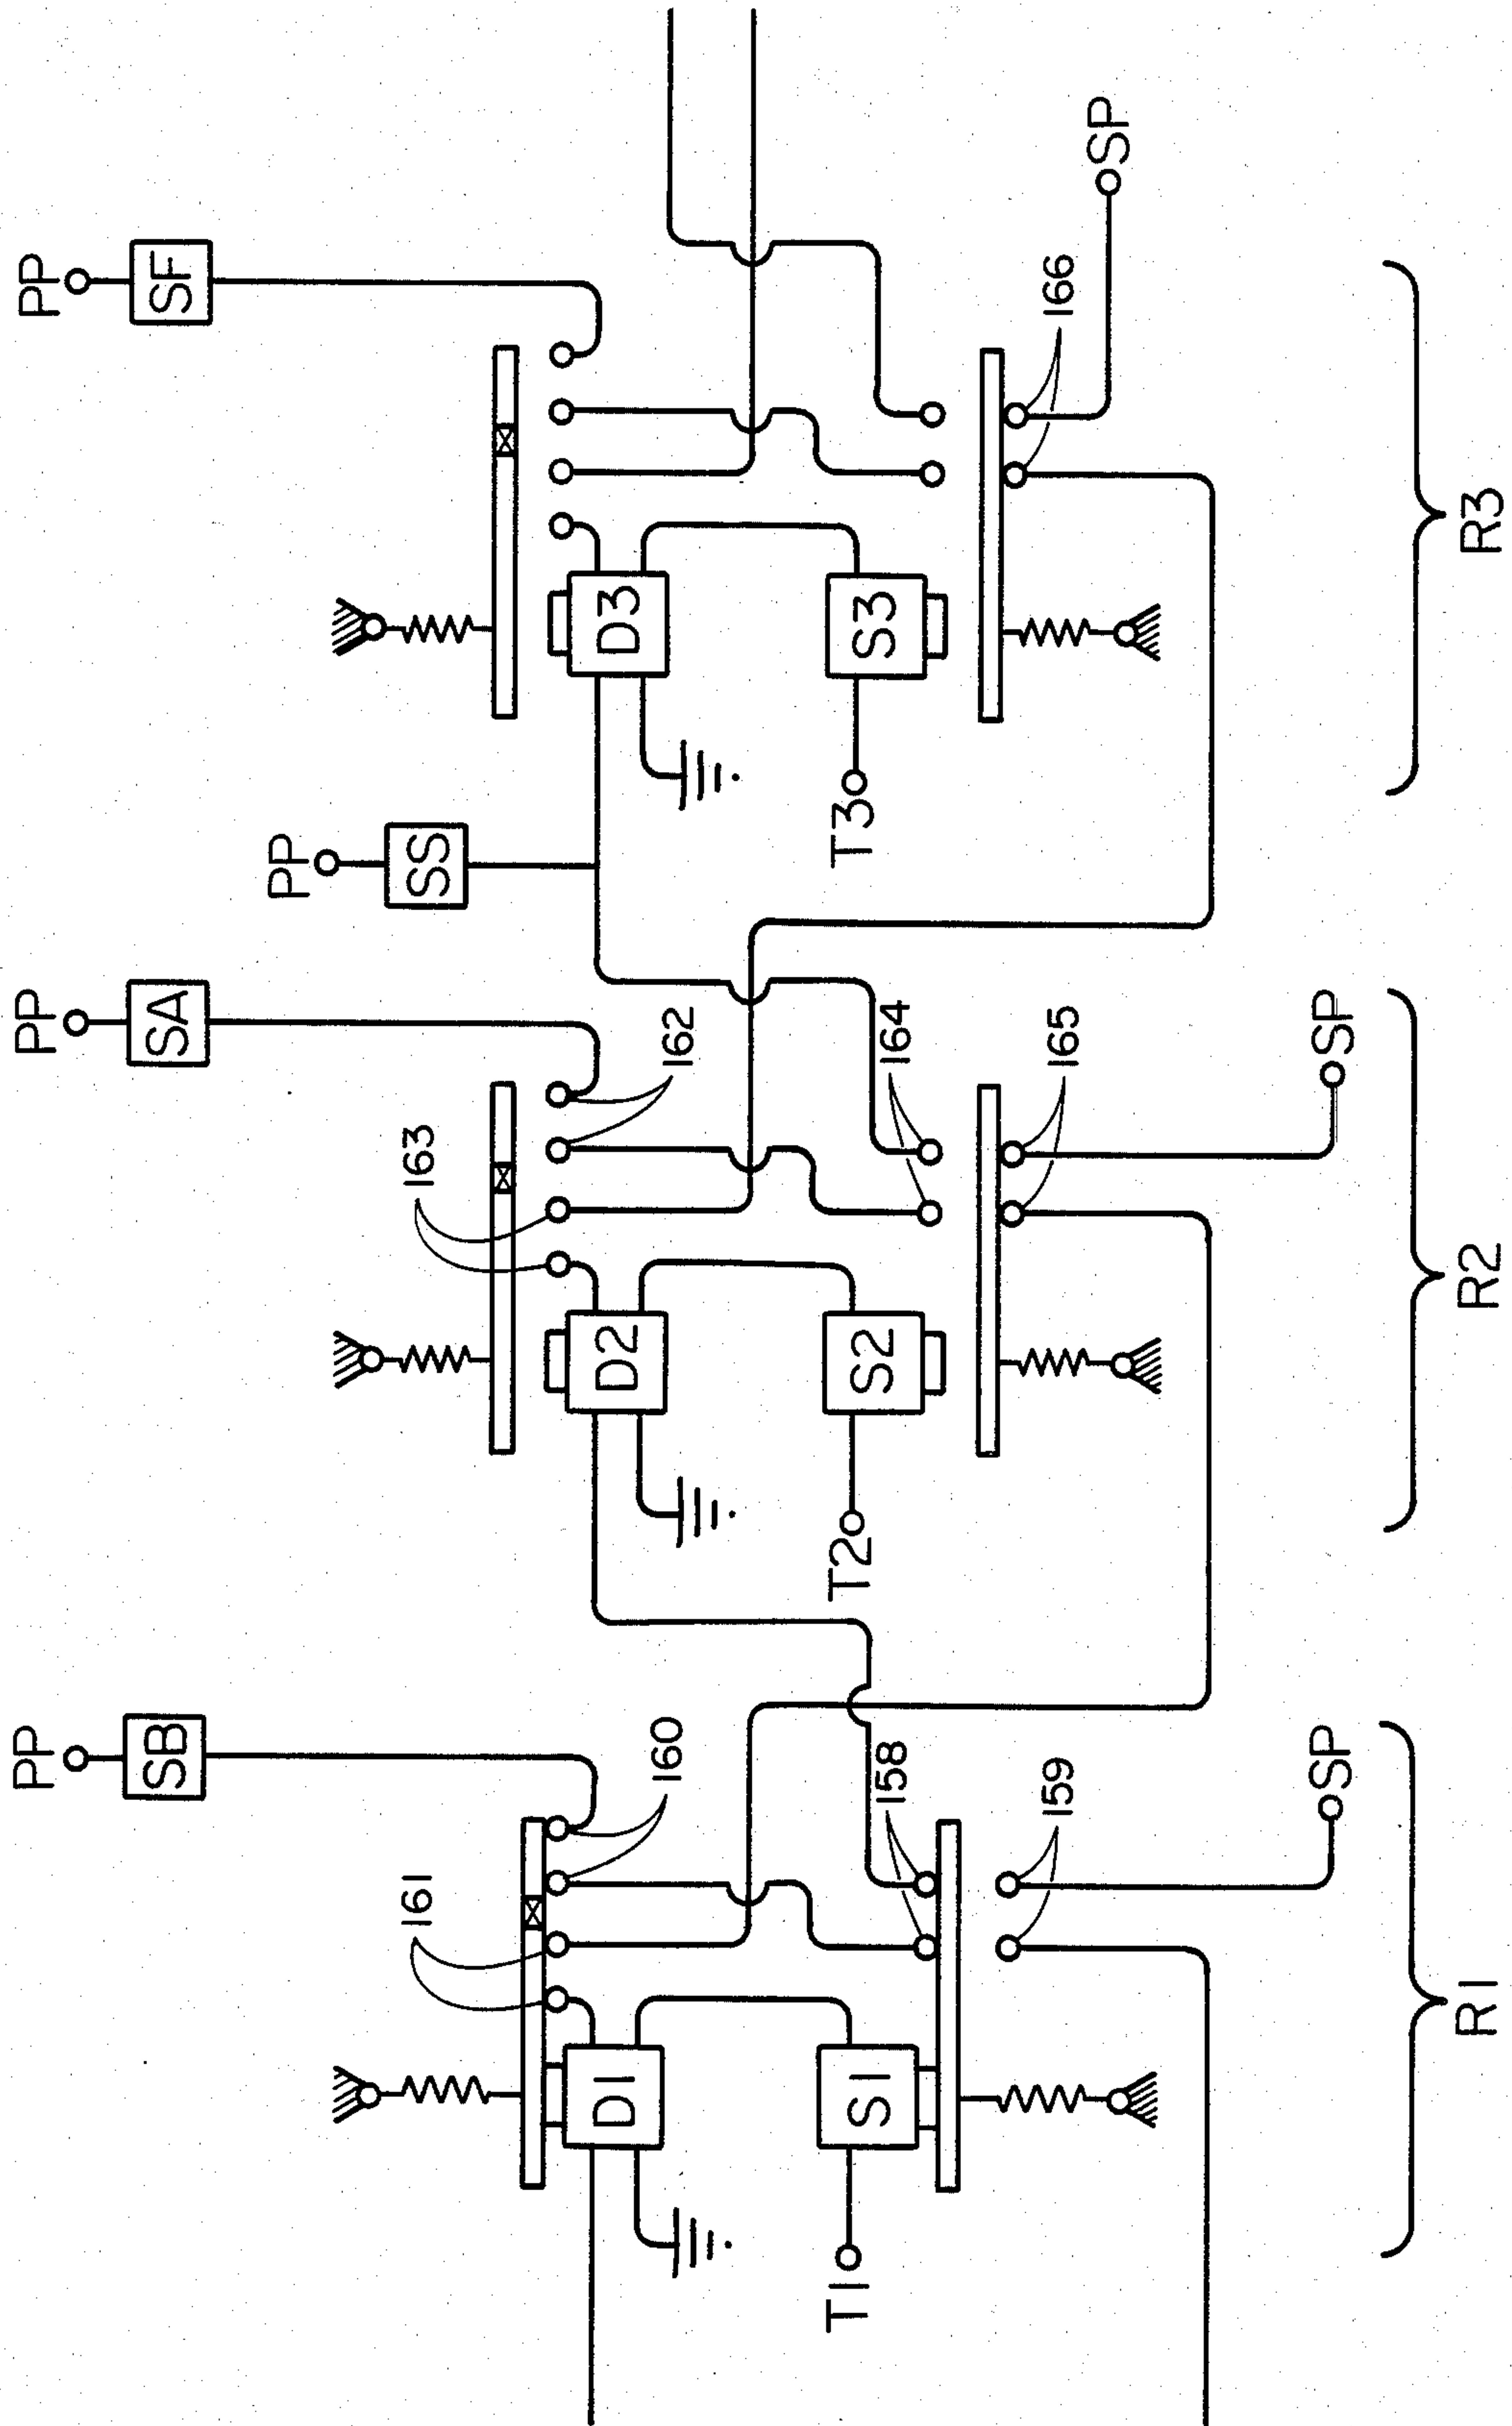 PP
SB
PP
SA
PP
SS
PP
SF
161
160
163
162
D1
D2
D3
158
164
T1
S1
T2
S2
T3
S3
159
165
166
SP
SP
SP
R1
R2
R3